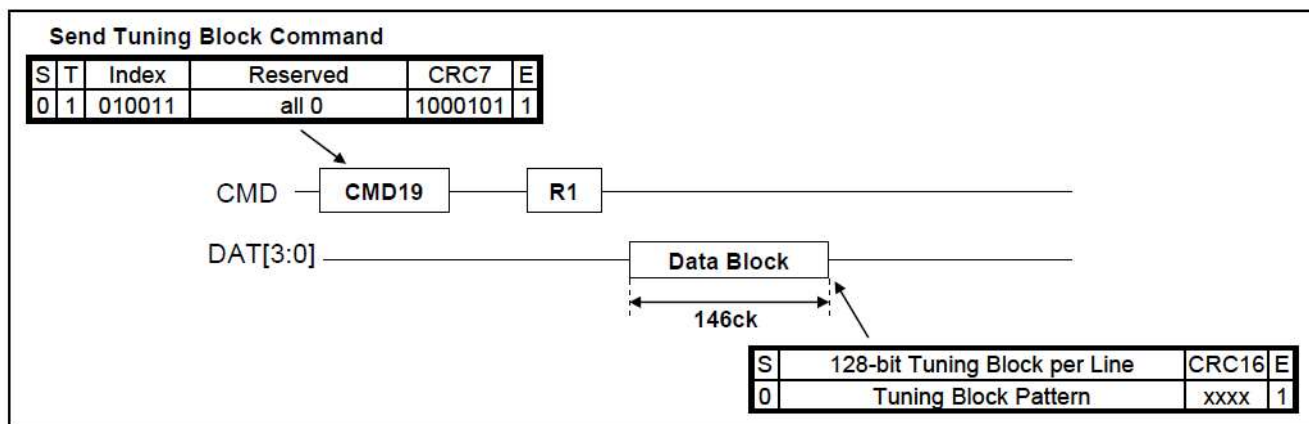 Send Tuning Block Command
S T Index Reserved CRC7 E
0 1 010011 all 0 1000101 1
CMD CMD19 R1
DAT[3:0] Data Block
146ck
S 128-bit Tuning Block per Line CRC16 E
0 Tuning Block Pattern xxxx 1